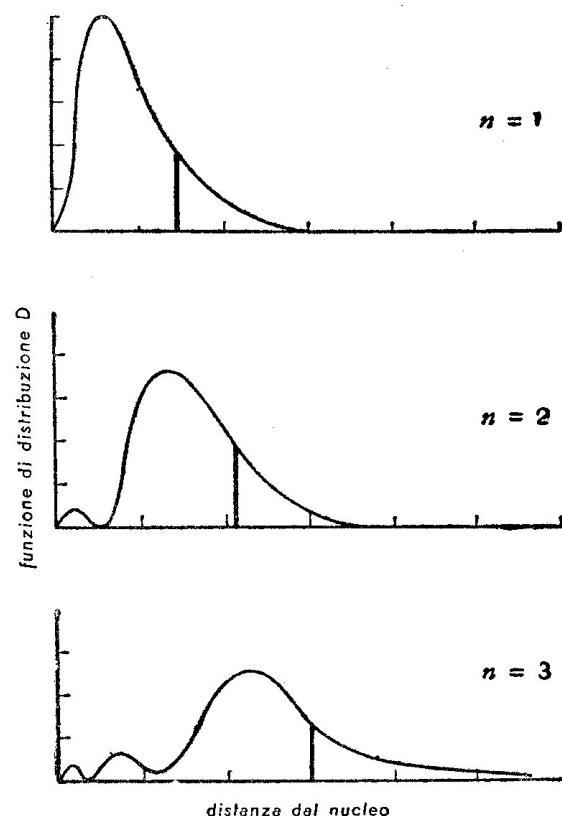 n = 1
funzione di distribuzione D
n = 2
n = 3
distanza dal nucleo